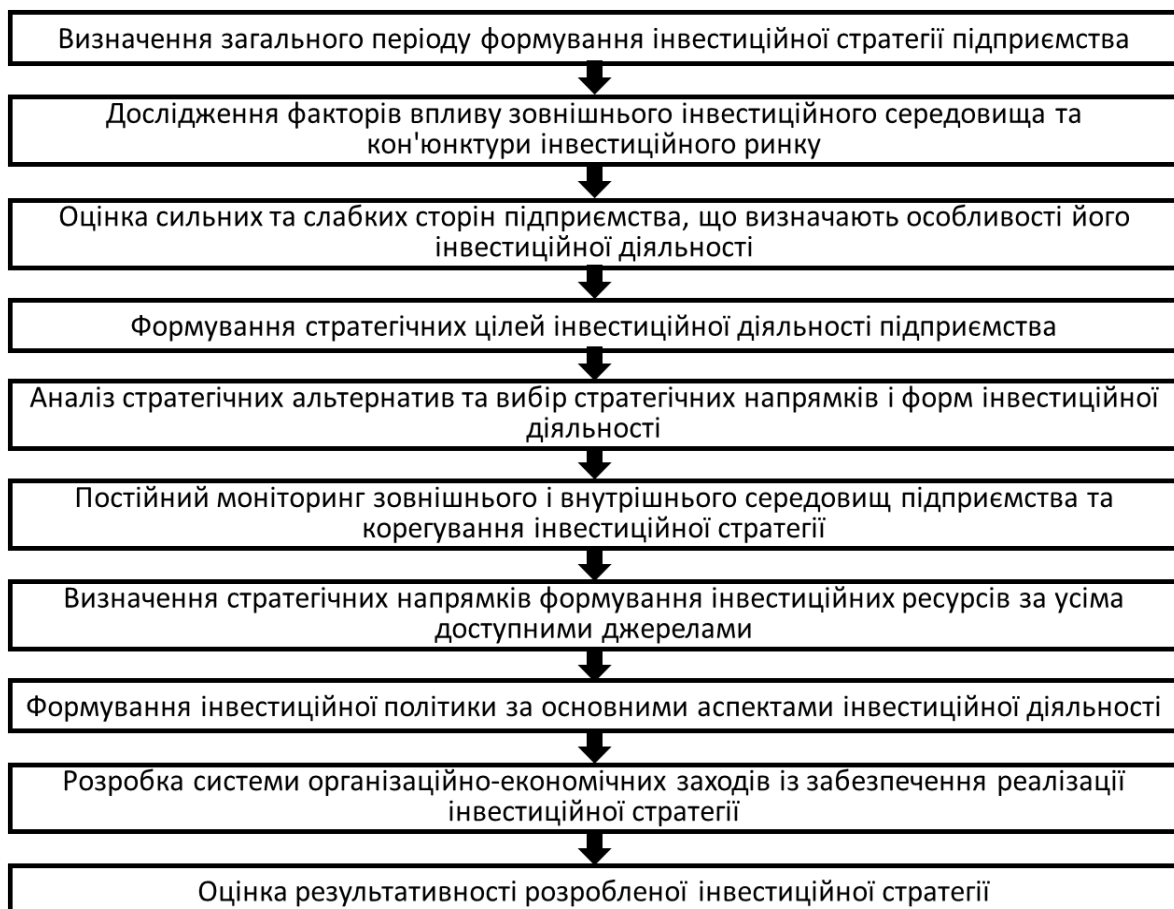 Визначення загального періоду формування інвестиційної стратегії підприємства
Дослідження факторів впливу зовнішнього інвестиційного середовища та
кон'юнктури інвестиційного ринку
Оцінка сильних та слабких сторін підприємства, що визначають особливості його
інвестиційної діяльності
Формування стратегічних цілей інвестиційної діяльності підприємства
Аналіз стратегічних альтернатив та вибір стратегічних напрямків і форм інвестиційної
діяльності
Постійний моніторинг зовнішнього і внутрішнього середовищ підприємства та
корегування інвестиційної стратегії
Визначення стратегічних напрямків формування інвестиційних ресурсів за усіма
доступними джерелами
Формування інвестиційної політики за основними аспектами інвестиційної діяльності
Розробка системи організаційно-економічних заходів із забезпечення реалізації
інвестиційної стратегії
Оцінка результативності розробленої інвестиційної стратегії